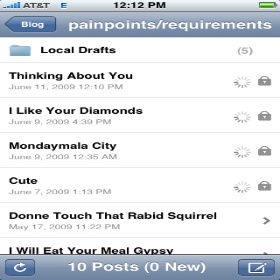 AT&T E 12:12 PM
Blog painpoints/requirements
Local Drafts (5)
Thinking About You
June 11, 2009 12:10 PM
I Like Your Diamonds
June 9, 2009 4:39 PM
Mondaymala City
June 9, 2009 12:35 AM
Cute
June 7, 2009 1:13 PM
Donne Touch That Rabid Squirrel
May 17, 2009 11:22 PM
I Will Eat Your Meal Gypsy
10 Posts (0 New)